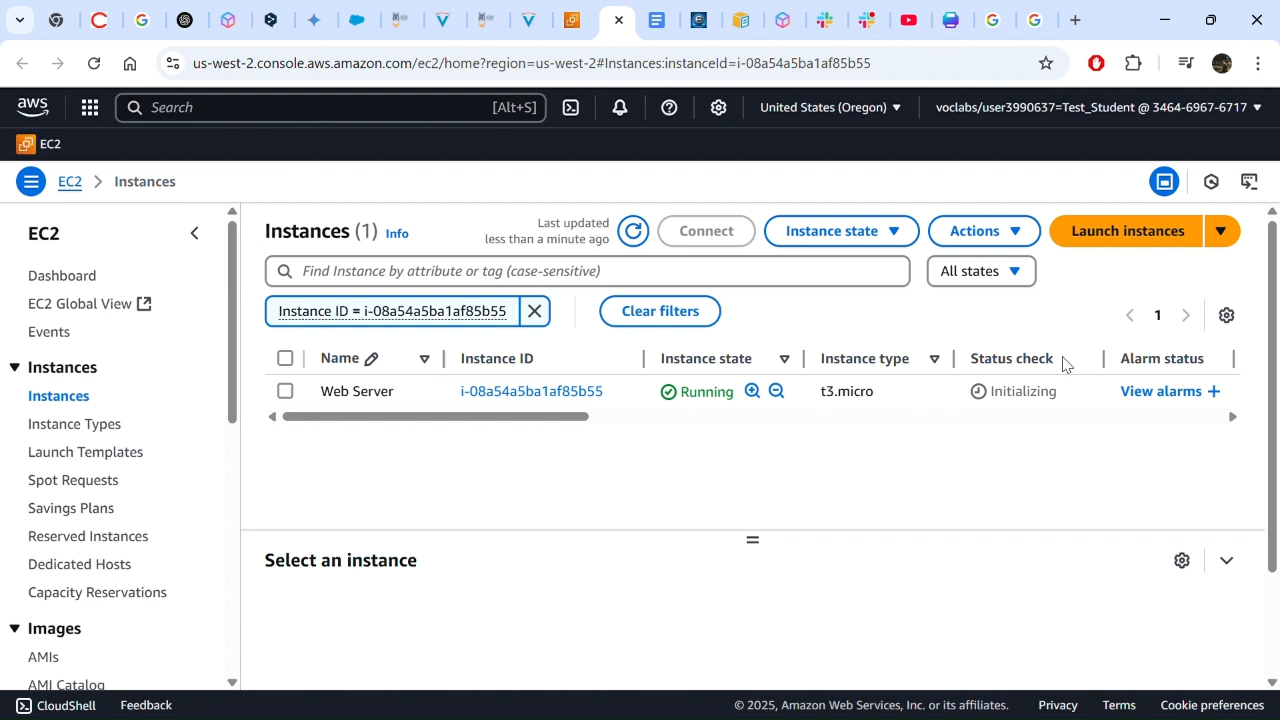 us-west-2.console.aws.amazon.com/ec2/home?region=us-west-2#Instances:instanceId=i-08a54a5ba1af85b55
aws
Search [Alt+S]
United States (Oregon)
voclabs/user3990637=Test_Student @ 3464-6967-6717
EC2
EC2 > Instances
EC2
Dashboard
EC2 Global View
Events
Instances
Instances
Instance Types
Launch Templates
Spot Requests
Savings Plans
Reserved Instances
Dedicated Hosts
Capacity Reservations
Images
AMIs
AMI Catalog
Instances (1) Info
Last updated
less than a minute ago
Connect
Instance state
Actions
Launch instances
Find Instance by attribute or tag (case-sensitive)
All states
Instance ID = i-08a54a5ba1af85b55
Clear filters
1
Name Instance ID Instance state Instance type Status check Alarm status
Web Server i-08a54a5ba1af85b55 Running t3.micro Initializing View alarms +
Select an instance
CloudShell Feedback © 2025, Amazon Web Services, Inc. or its affiliates. Privacy Terms Cookie preferences